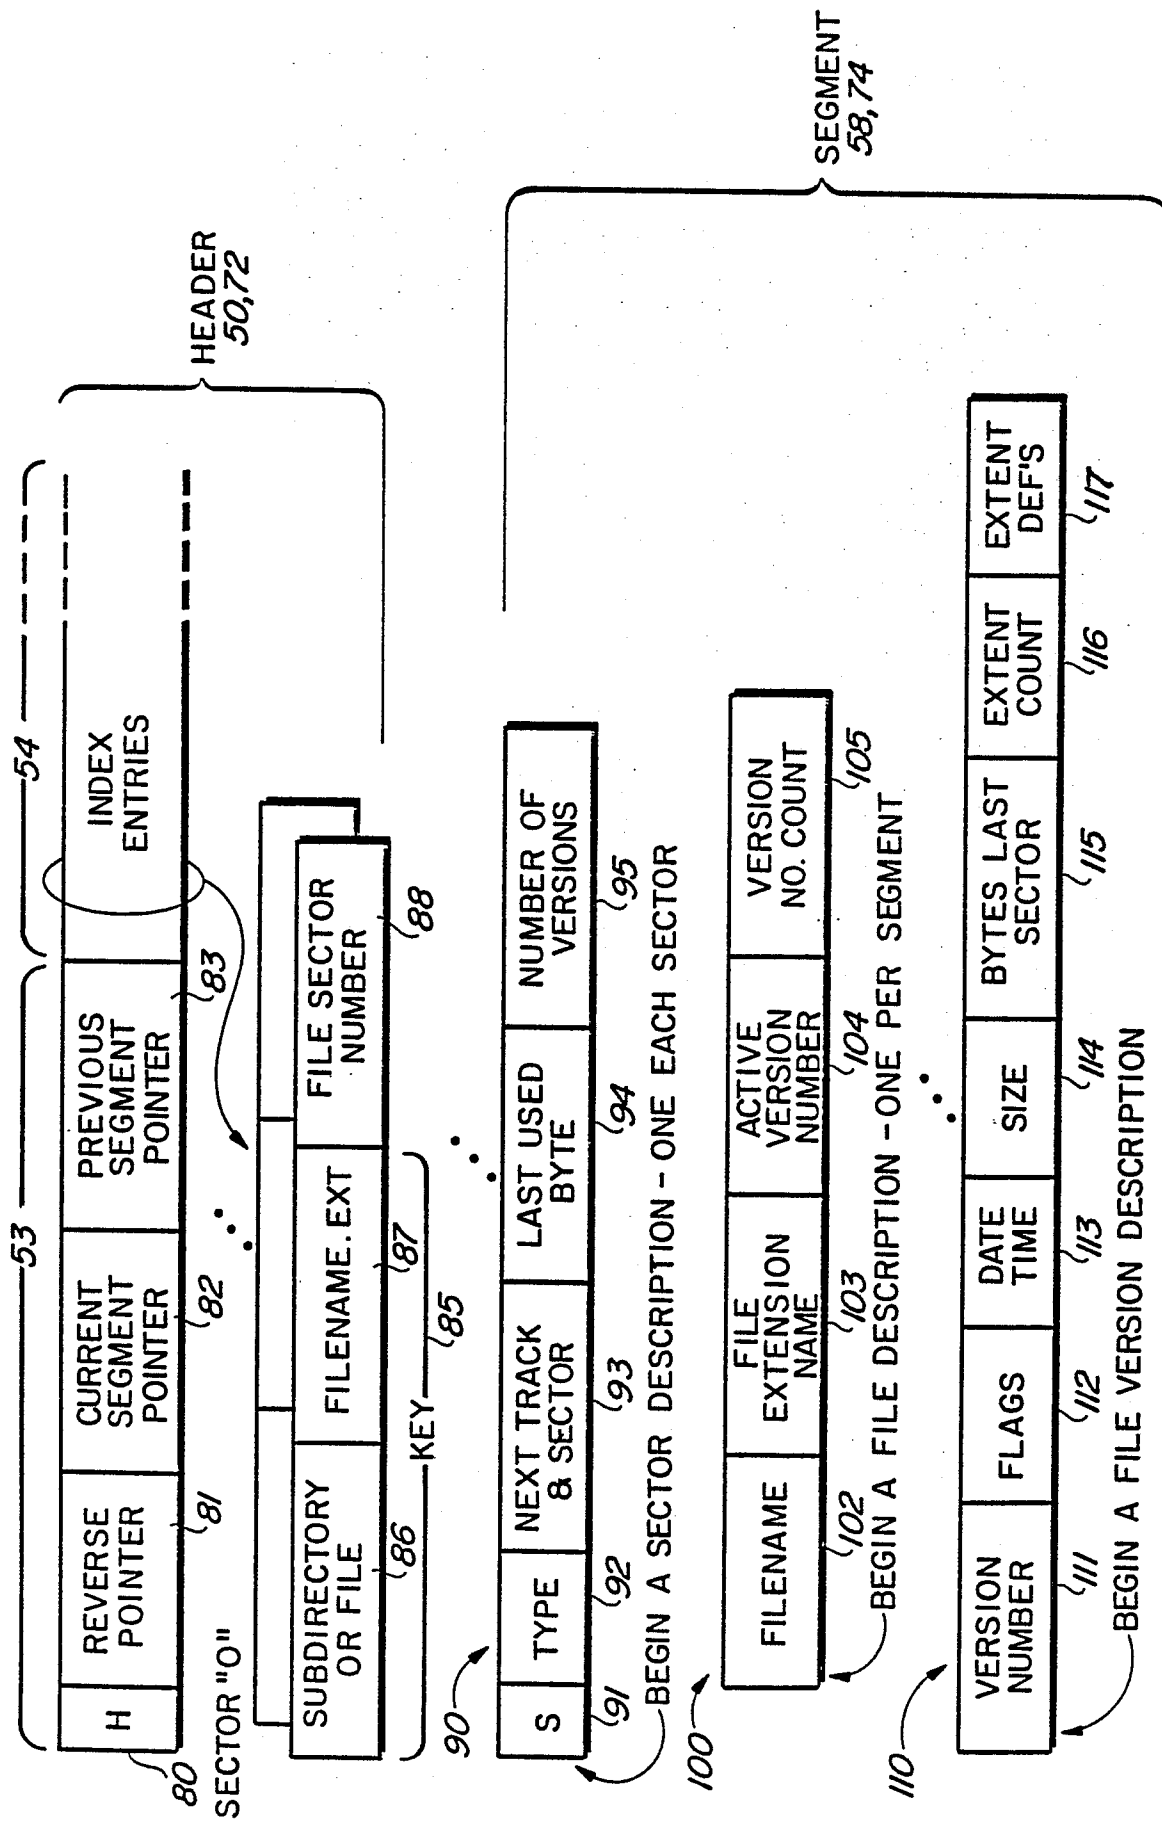 53
54
H
REVERSE
POINTER
CURRENT
SEGMENT
POINTER
PREVIOUS
SEGMENT
POINTER
INDEX
ENTRIES
80
81
82
83
SECTOR "O"
HEADER
50,72
SUBDIRECTORY
OR FILE
FILENAME.EXT
FILE SECTOR
NUMBER
86
87
88
KEY
85
90
S
TYPE
NEXT TRACK
& SECTOR
LAST USED
BYTE
NUMBER OF
VERSIONS
91
92
93
94
95
BEGIN A SECTOR DESCRIPTION - ONE EACH SECTOR
SEGMENT
58,74
100
FILENAME
FILE
EXTENSION
NAME
ACTIVE
VERSION
NUMBER
VERSION
NO. COUNT
102
103
104
105
BEGIN A FILE DESCRIPTION - ONE PER SEGMENT
110
VERSION
NUMBER
FLAGS
DATE
TIME
SIZE
BYTES LAST
SECTOR
EXTENT
COUNT
EXTENT
DEF'S
111
112
113
114
115
116
117
BEGIN A FILE VERSION DESCRIPTION